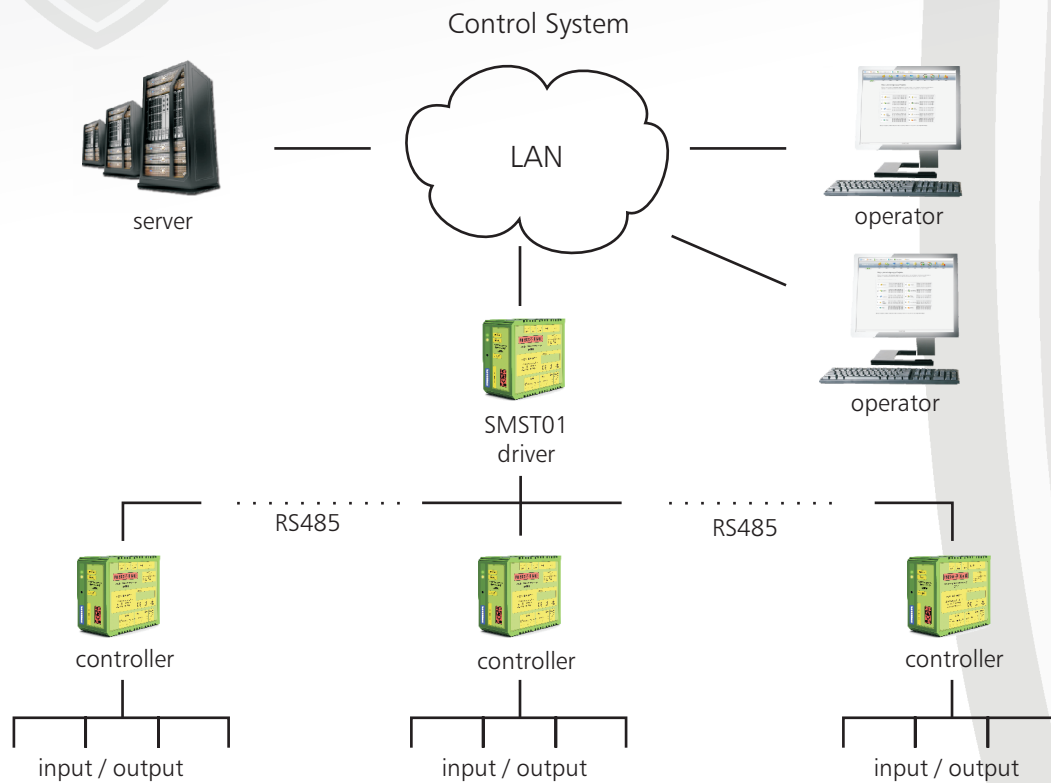 Control System
LAN
server
operator
operator
SMST01
driver
RS485
RS485
controller
controller
controller
input / output
input / output
input / output